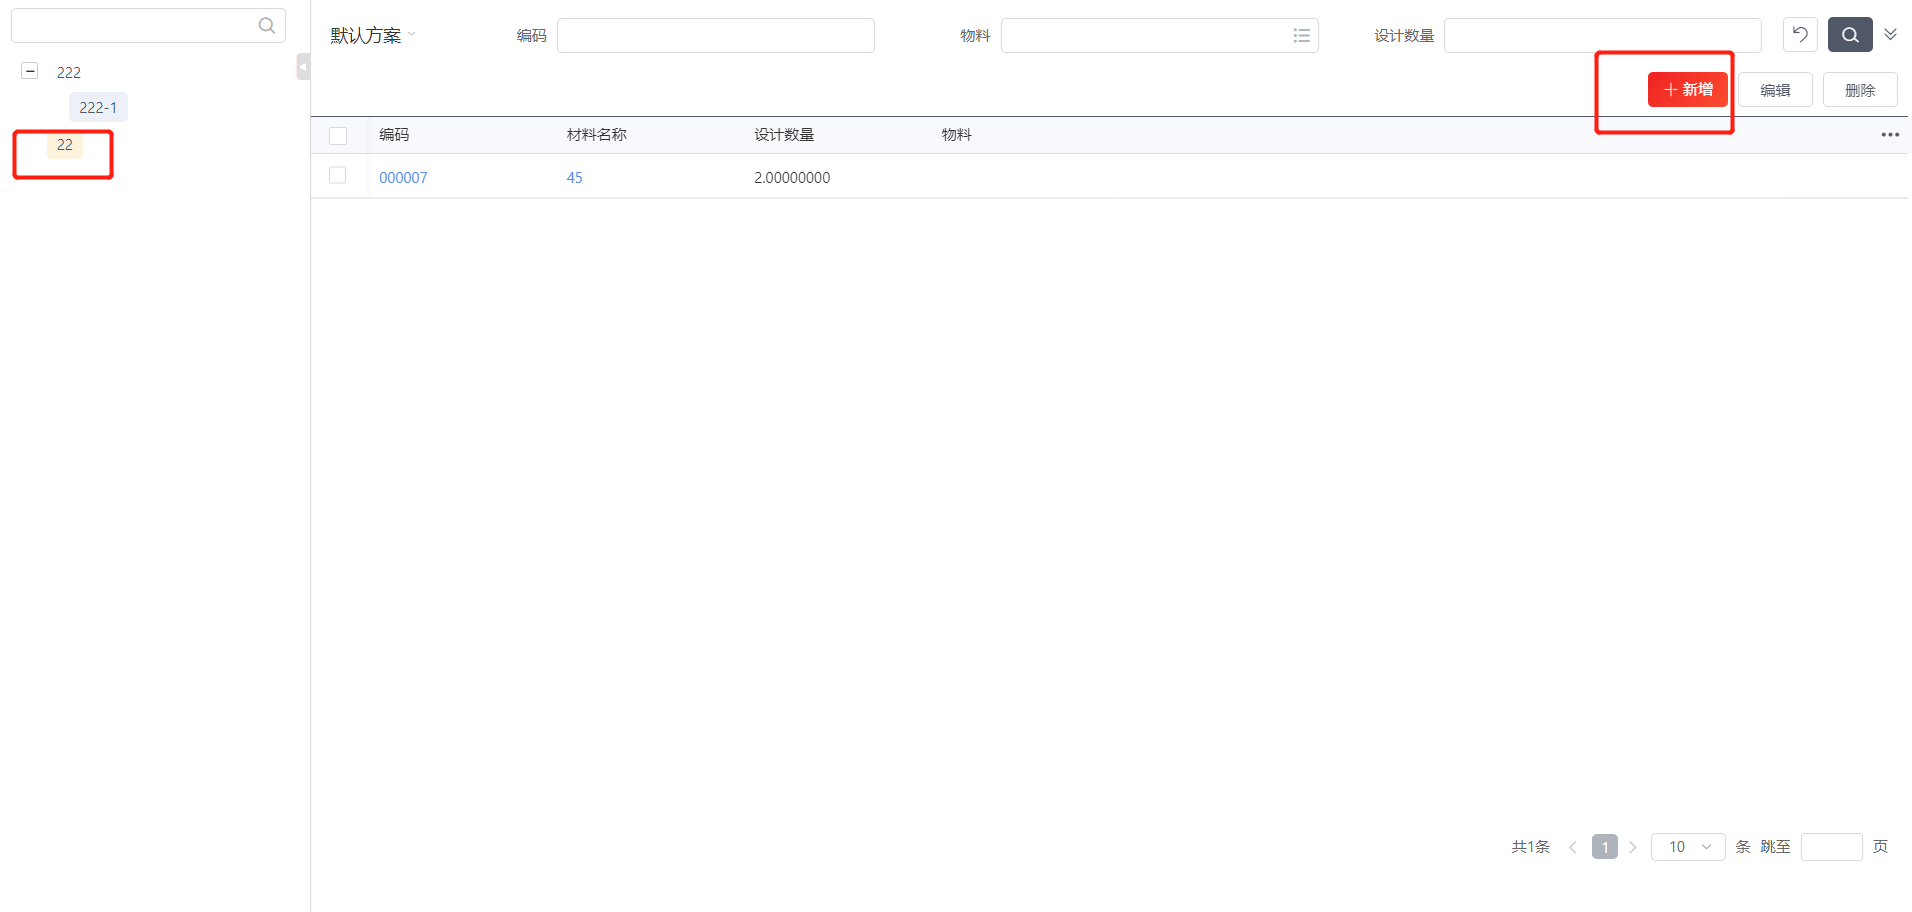 222
222-1
22
默认方案 编码 物料 设计数量
新增 编辑 删除
编码 材料名称 设计数量 物料
000007 45 2.00000000
共1条 1 10 条 跳至 页